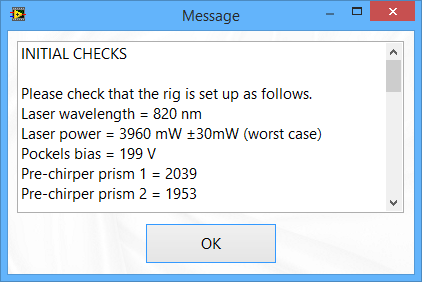 Message
INITIAL CHECKS
Please check that the rig is set up as follows.
Laser wavelength = 820 nm
Laser power = 3960 mW ±30mW (worst case)
Pockels bias = 199 V
Pre-chirper prism 1 = 2039
Pre-chirper prism 2 = 1953
OK